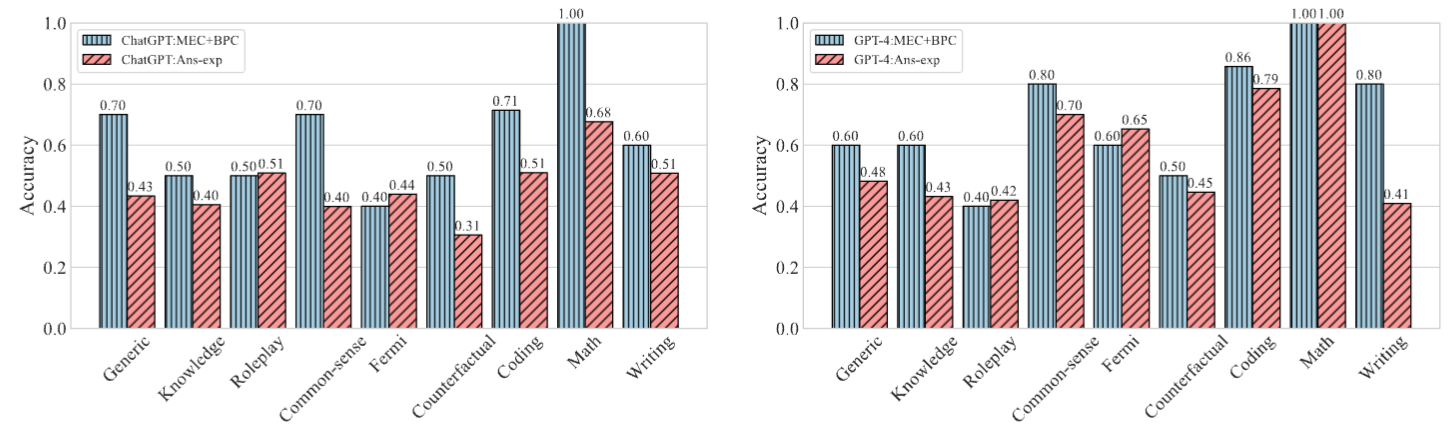 Accuracy
1.0
0.8
0.6
0.4
0.2
0.0
ChatGPT:MEC+BPC
ChatGPT:Ans-exp
0.70 0.43 0.50 0.40 0.50 0.51 0.70 0.40 0.40 0.44 0.50 0.31 0.71 0.51 1.00 0.68 0.60 0.51
Generic Knowledge Roleplay Common-sense Fermi Counterfactual Coding Math Writing
Accuracy
1.0
0.8
0.6
0.4
0.2
0.0
GPT-4:MEC+BPC
GPT-4:Ans-exp
0.60 0.48 0.60 0.43 0.40 0.42 0.80 0.70 0.60 0.65 0.50 0.45 0.86 0.79 1.00 1.00 0.80 0.41
Generic Knowledge Roleplay Common-sense Fermi Counterfactual Coding Math Writing